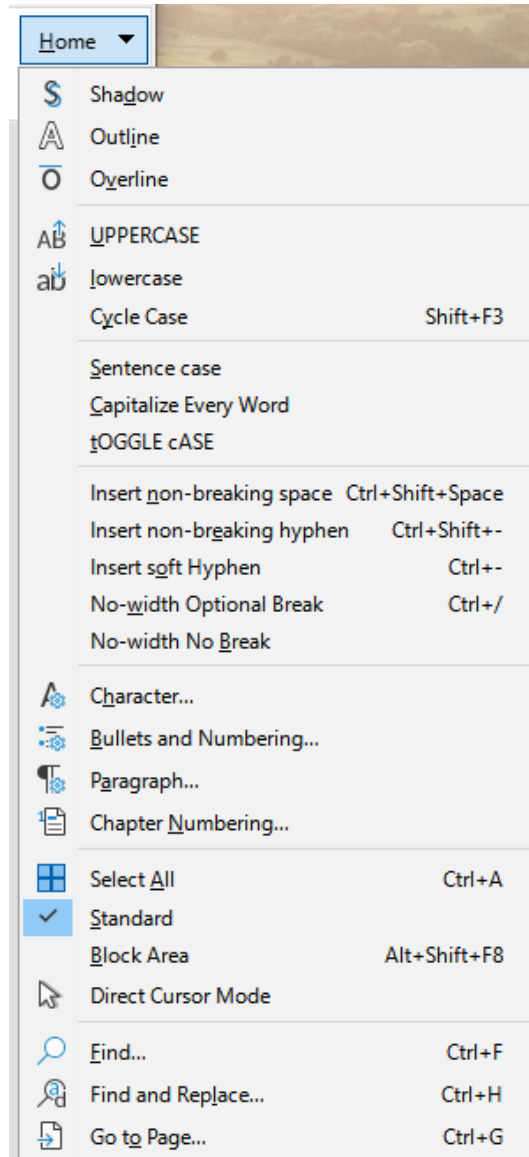 Home
Shadow
Outline
Overline
UPPERCASE
lowercase
Cycle Case Shift+F3
Sentence case
Capitalize Every Word
tOGGLE cASE
Insert non-breaking space Ctrl+Shift+Space
Insert non-breaking hyphen Ctrl+Shift+-
Insert soft Hyphen Ctrl+-
No-width Optional Break Ctrl+/
No-width No Break
Character...
Bullets and Numbering...
Paragraph...
Chapter Numbering...
Select All Ctrl+A
Standard
Block Area Alt+Shift+F8
Direct Cursor Mode
Find... Ctrl+F
Find and Replace... Ctrl+H
Go to Page... Ctrl+G